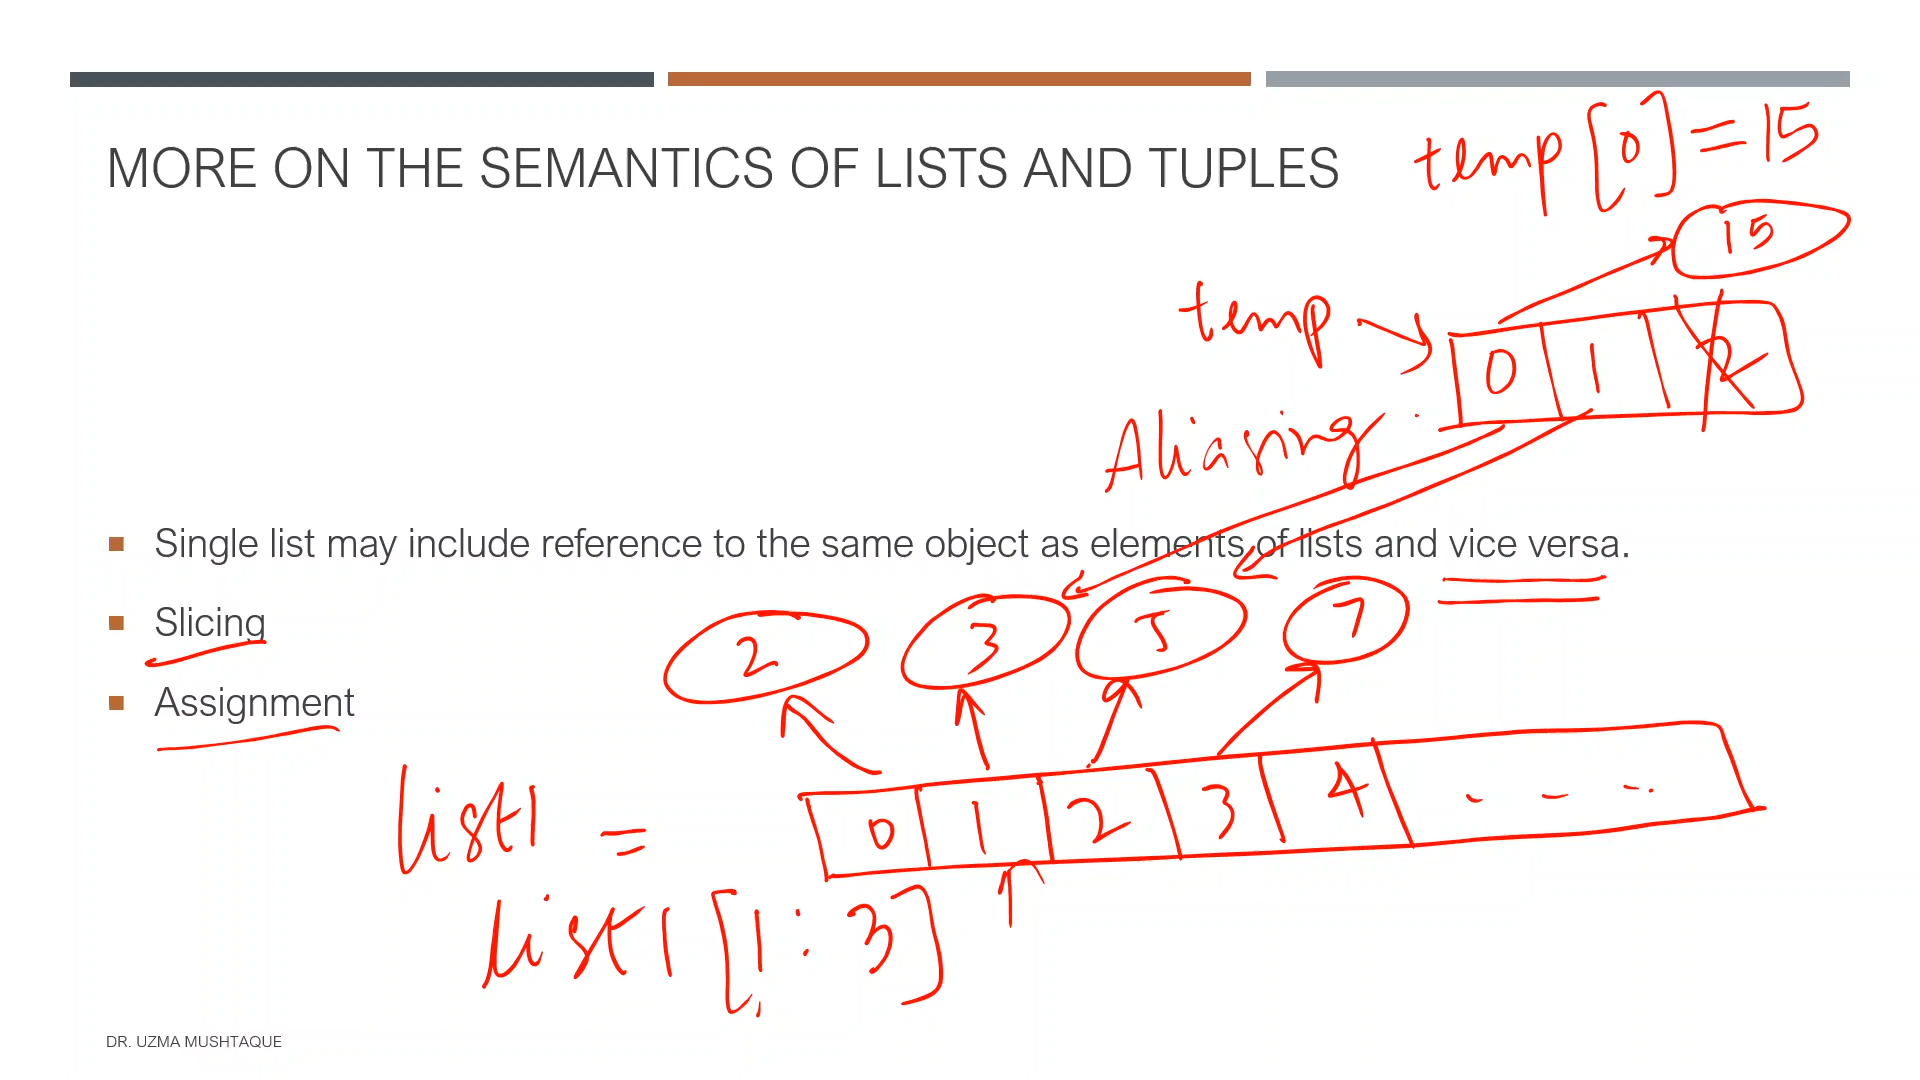 temp[0]=15
MORE ON THE SEMANTICS OF LISTS AND TUPLES
15
temp
0 1 2
Aliasing
Single list may include reference to the same object as elements of lists and vice versa.
Slicing
2 3 5 7
Assignment
list1 = 0 1 2 3 4 - - -
list1[1:3]
DR. UZMA MUSHTAQUE